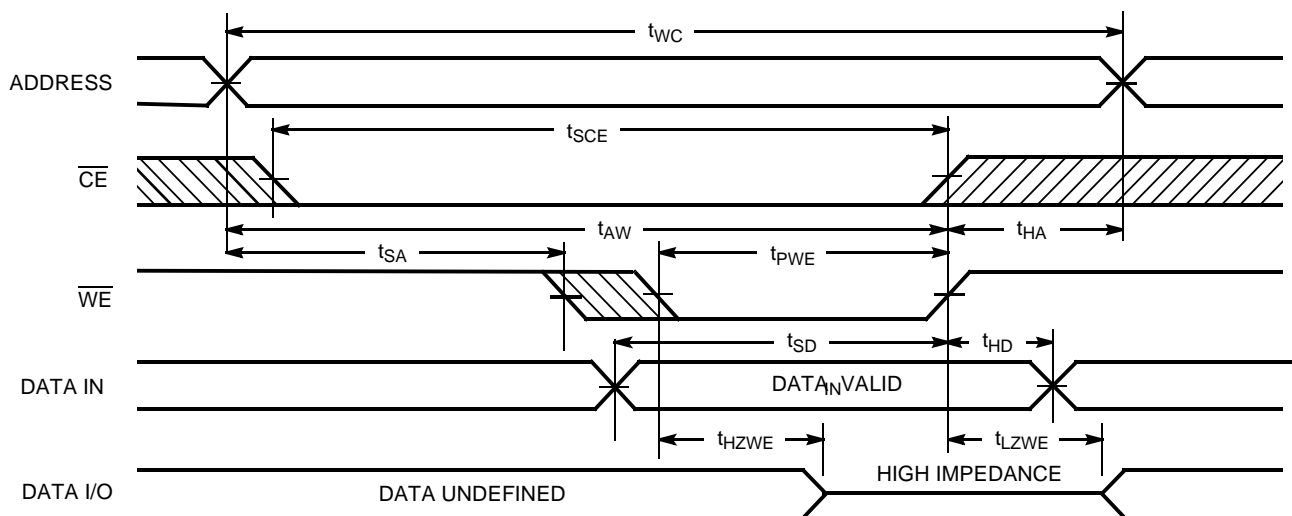 tWC
ADDRESS
tSCE
CE
tAW
tHA
tSA
tPWE
WE
tSD
tHD
DATA IN
DATAIN VALID
tHZWE
tLZWE
HIGH IMPEDANCE
DATA I/O
DATA UNDEFINED